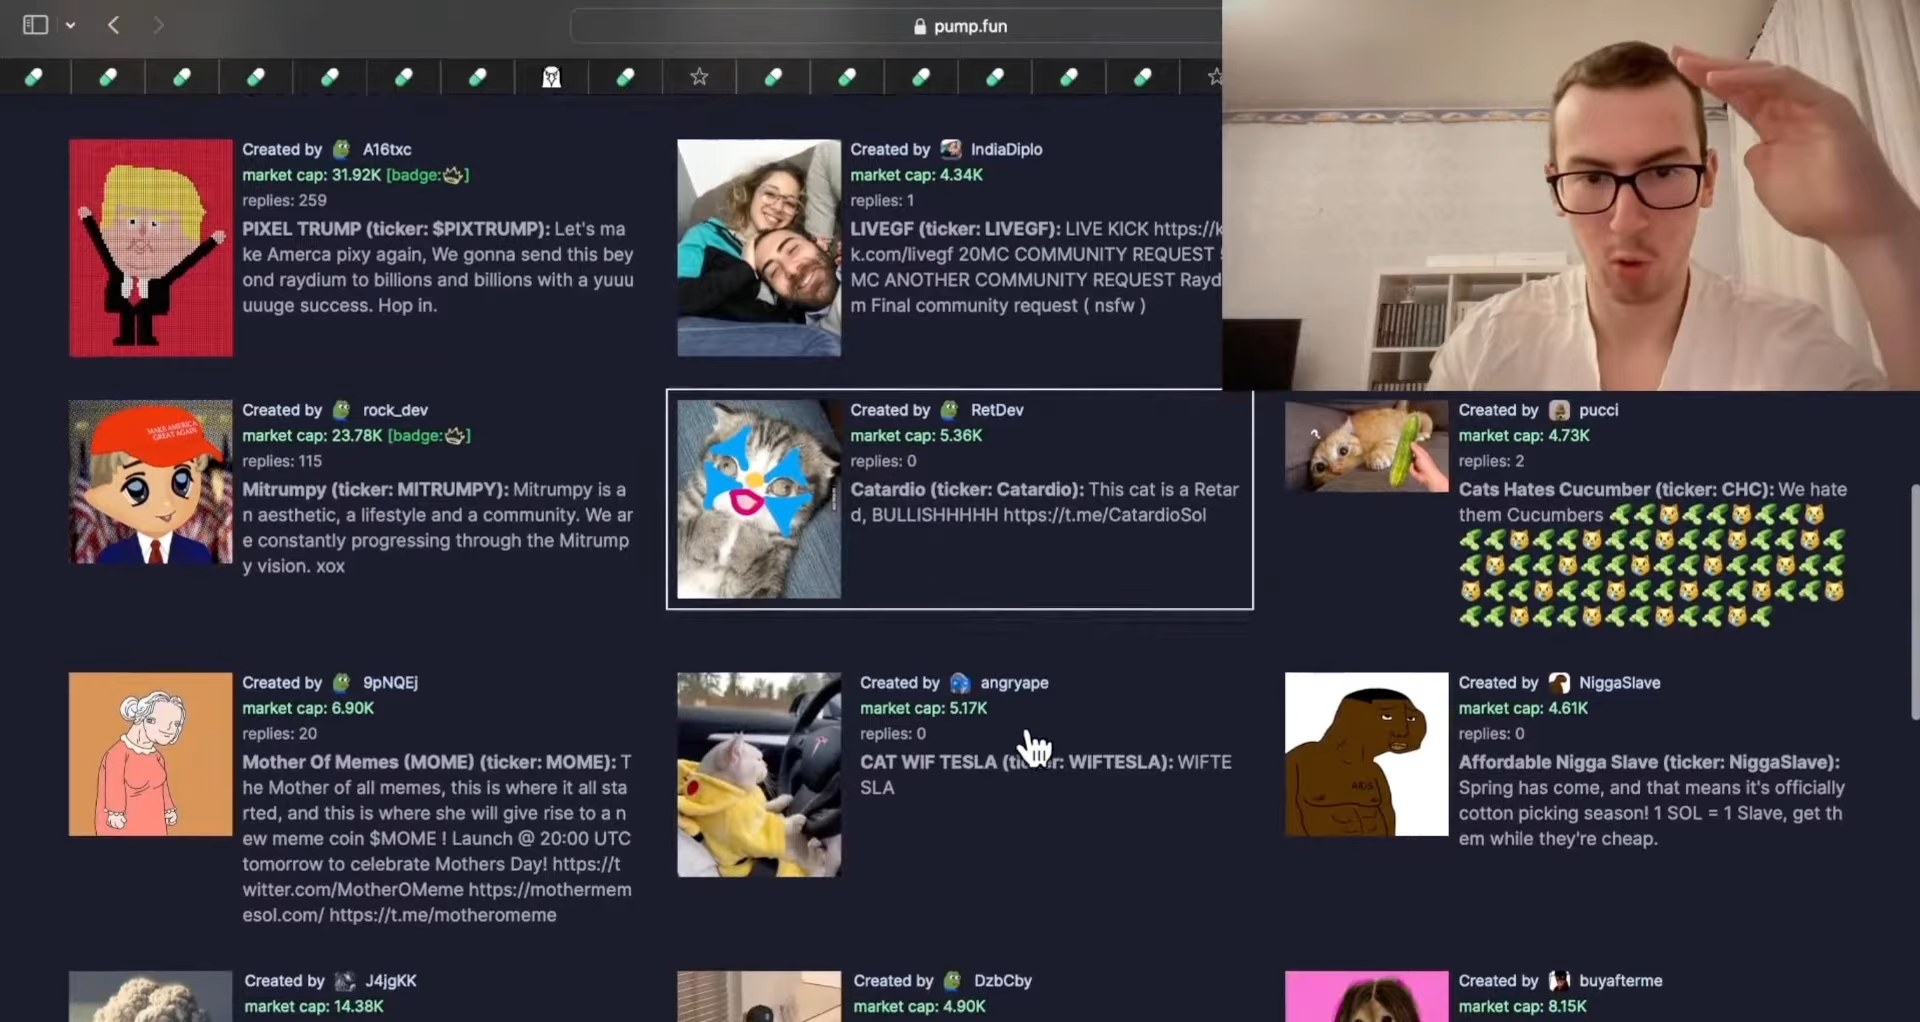 pump.fun
Created by A16txc
market cap: 31.92K [badge: ]
replies: 259
PIXEL TRUMP (ticker: $PIXTRUMP): Let's ma
ke Amerca pixy again, We gonna send this bey
ond raydium to billions and billions with a yuuu
uuuge success. Hop in.
Created by IndiaDiplo
market cap: 4.34K
replies: 1
LIVEGF (ticker: LIVEGF): LIVE KICK https://k
k.com/livegf 20MC COMMUNITY REQUEST
MC ANOTHER COMMUNITY REQUEST Rayd
m Final community request ( nsfw )
Created by rock_dev
market cap: 23.78K [badge: ]
replies: 115
MAKE AMERICA
GREAT AGAIN
Mitrumpy (ticker: MITRUMPY): Mitrumpy is a
n aesthetic, a lifestyle and a community. We ar
e constantly progressing through the Mitrump
y vision. xoxo
Created by RetDev
market cap: 5.36K
replies: 0
Catardio (ticker: Catardio): This cat is a Retar
d, BULLISHHHHH https://t.me/CatardioSol
Created by pucci
market cap: 4.73K
replies: 2
?
Cats Hates Cucumber (ticker: CHC): We hate
them Cucumbers 🥒🥒😿🥒🥒😿🥒🥒😿
Created by 9pNQEj
market cap: 6.90K
replies: 20
Mother Of Memes (MOME) (ticker: MOME): T
he Mother of all memes, this is where it all sta
rted, and this is where she will give rise to a n
ew meme coin $MOME ! Launch @ 20:00 UTC
tomorrow to celebrate Mothers Day! https://t
witter.com/MotherOMeme https://mothermem
esol.com/ https://t.me/motheromeme
Created by angryape
market cap: 5.17K
replies: 0
CAT WIF TESLA WIFTESLA): WIFTE
SLA
Created by NiggaSlave
market cap: 4.61K
replies: 0
Affordable Nigga Slave (ticker: NiggaSlave):
Spring has come, and that means it's officially
cotton picking season! 1 SOL = 1 Slave, get th
em while they're cheap.
Created by J4jgKK
market cap: 14.38K
Created by DzbCby
market cap: 4.90K
Created by buyafterme
market cap: 8.15K